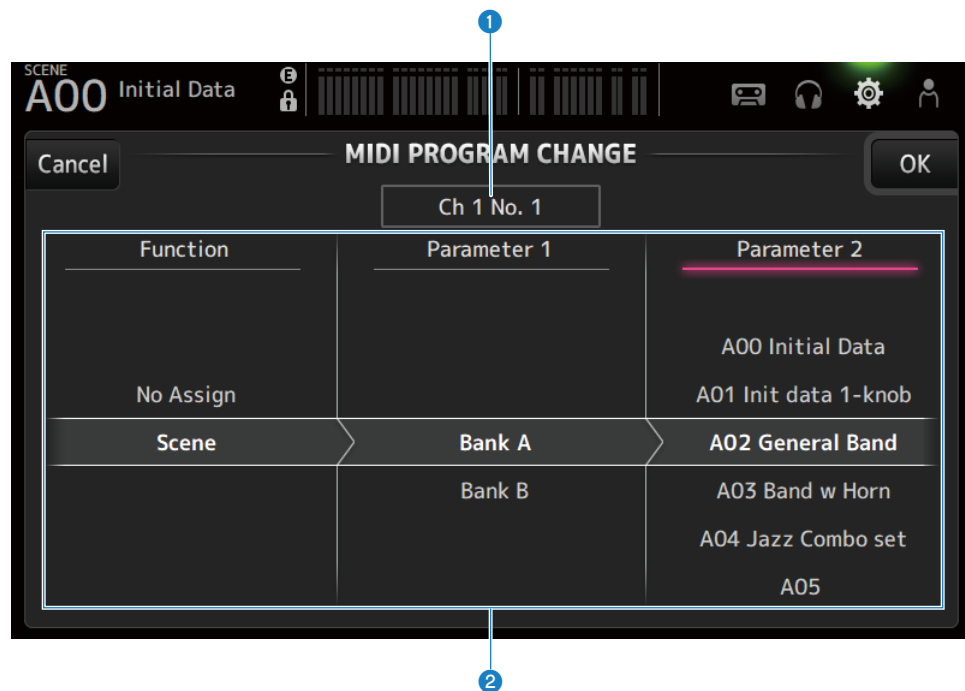 1
SCENE
A00 Initial Data
E
Cancel
MIDI PROGRAM CHANGE
OK
Ch 1 No. 1
Function
Parameter 1
Parameter 2
A00 Initial Data
No Assign
A01 Init data 1-knob
Scene
Bank A
A02 General Band
Bank B
A03 Band w Horn
A04 Jazz Combo set
A05
2